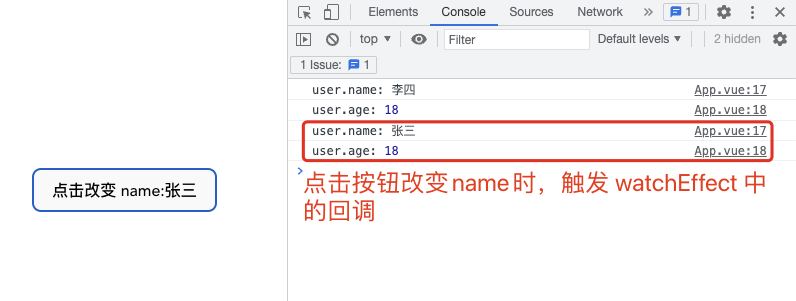 Elements Console Sources Network » 1
top Filter Default levels 2 hidden
1 Issue: 1
user.name: 李四 App.vue:17
user.age: 18 App.vue:18
user.name: 张三 App.vue:17
user.age: 18 App.vue:18
>
点击按钮改变name时，触发 watchEffect 中
的回调
点击改变 name:张三